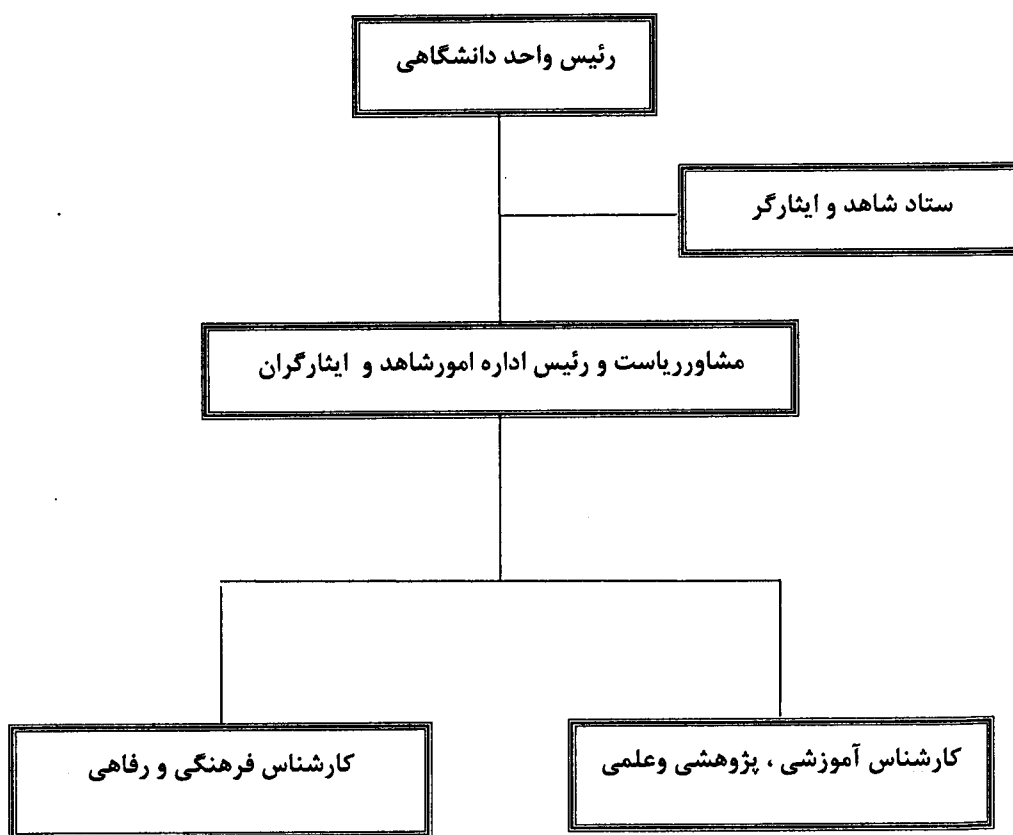 رئیس واحد دانشگاهی
ستاد شاهد و ایثارگر
مشاورریاست و رئیس اداره امورشاهد و ایثارگران
کارشناس آموزشی ، پژوهشی وعلمی
کارشناس فرهنگی و رفاهی